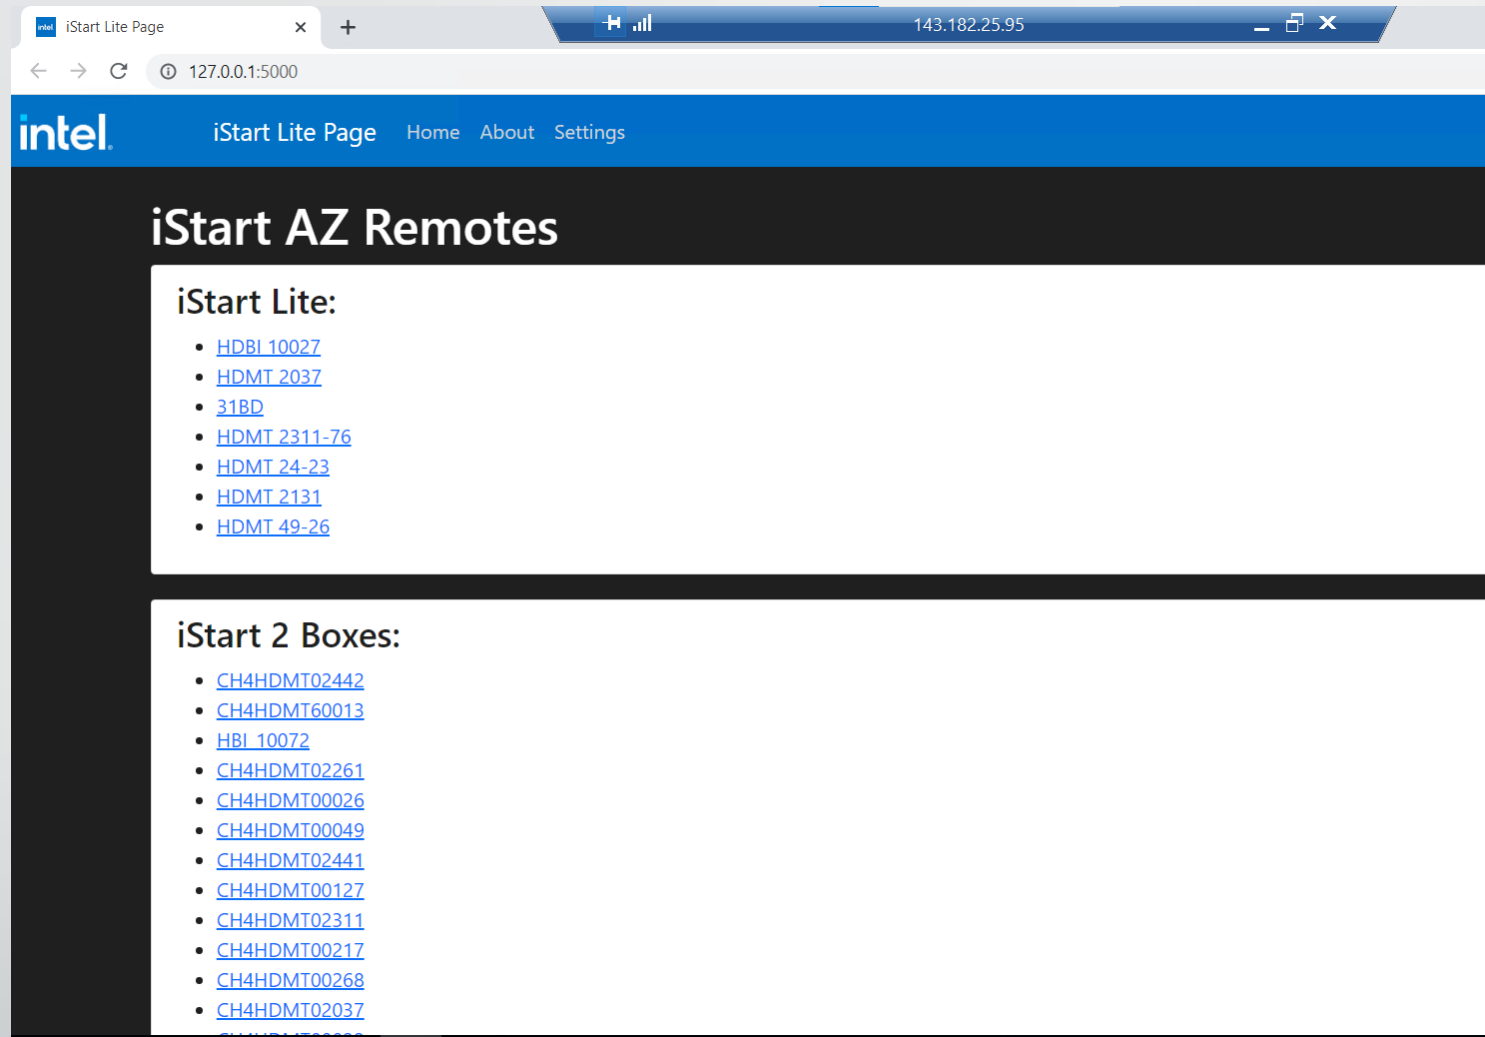 intel iStart Lite Page
143.182.25.95
127.0.0.1:5000
intel. iStart Lite Page Home About Settings
iStart AZ Remotes
iStart Lite:
HDBI 10027
HDMT 2037
31BD
HDMT 2311-76
HDMT 24-23
HDMT 2131
HDMT 49-26
iStart 2 Boxes:
CH4HDMT02442
CH4HDMT60013
HBI_10072
CH4HDMT02261
CH4HDMT00026
CH4HDMT00049
CH4HDMT02441
CH4HDMT00127
CH4HDMT02311
CH4HDMT00217
CH4HDMT00268
CH4HDMT02037